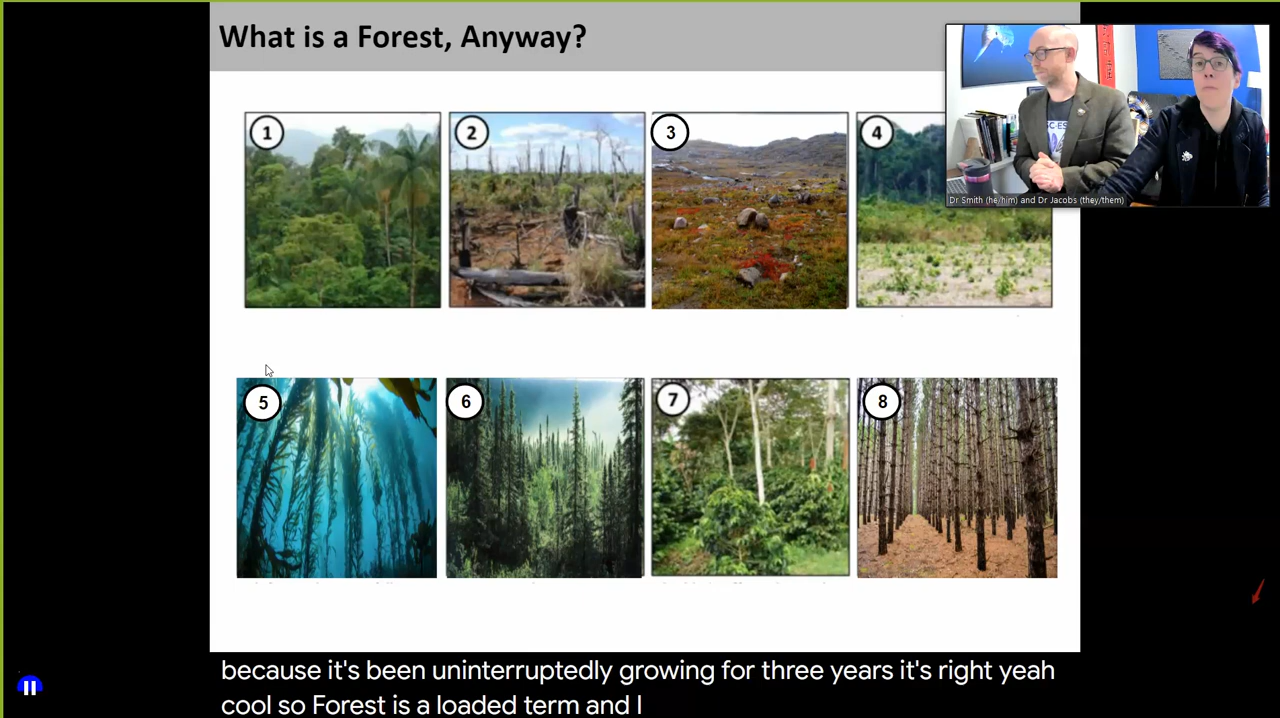 What is a Forest, Anyway?
1
2
3
4
Dr Smith (he/him) and Dr Jacobs (they/them)
5
6
7
8
because it's been uninterruptedly growing for three years it's right yeah
cool so Forest is a loaded term and I